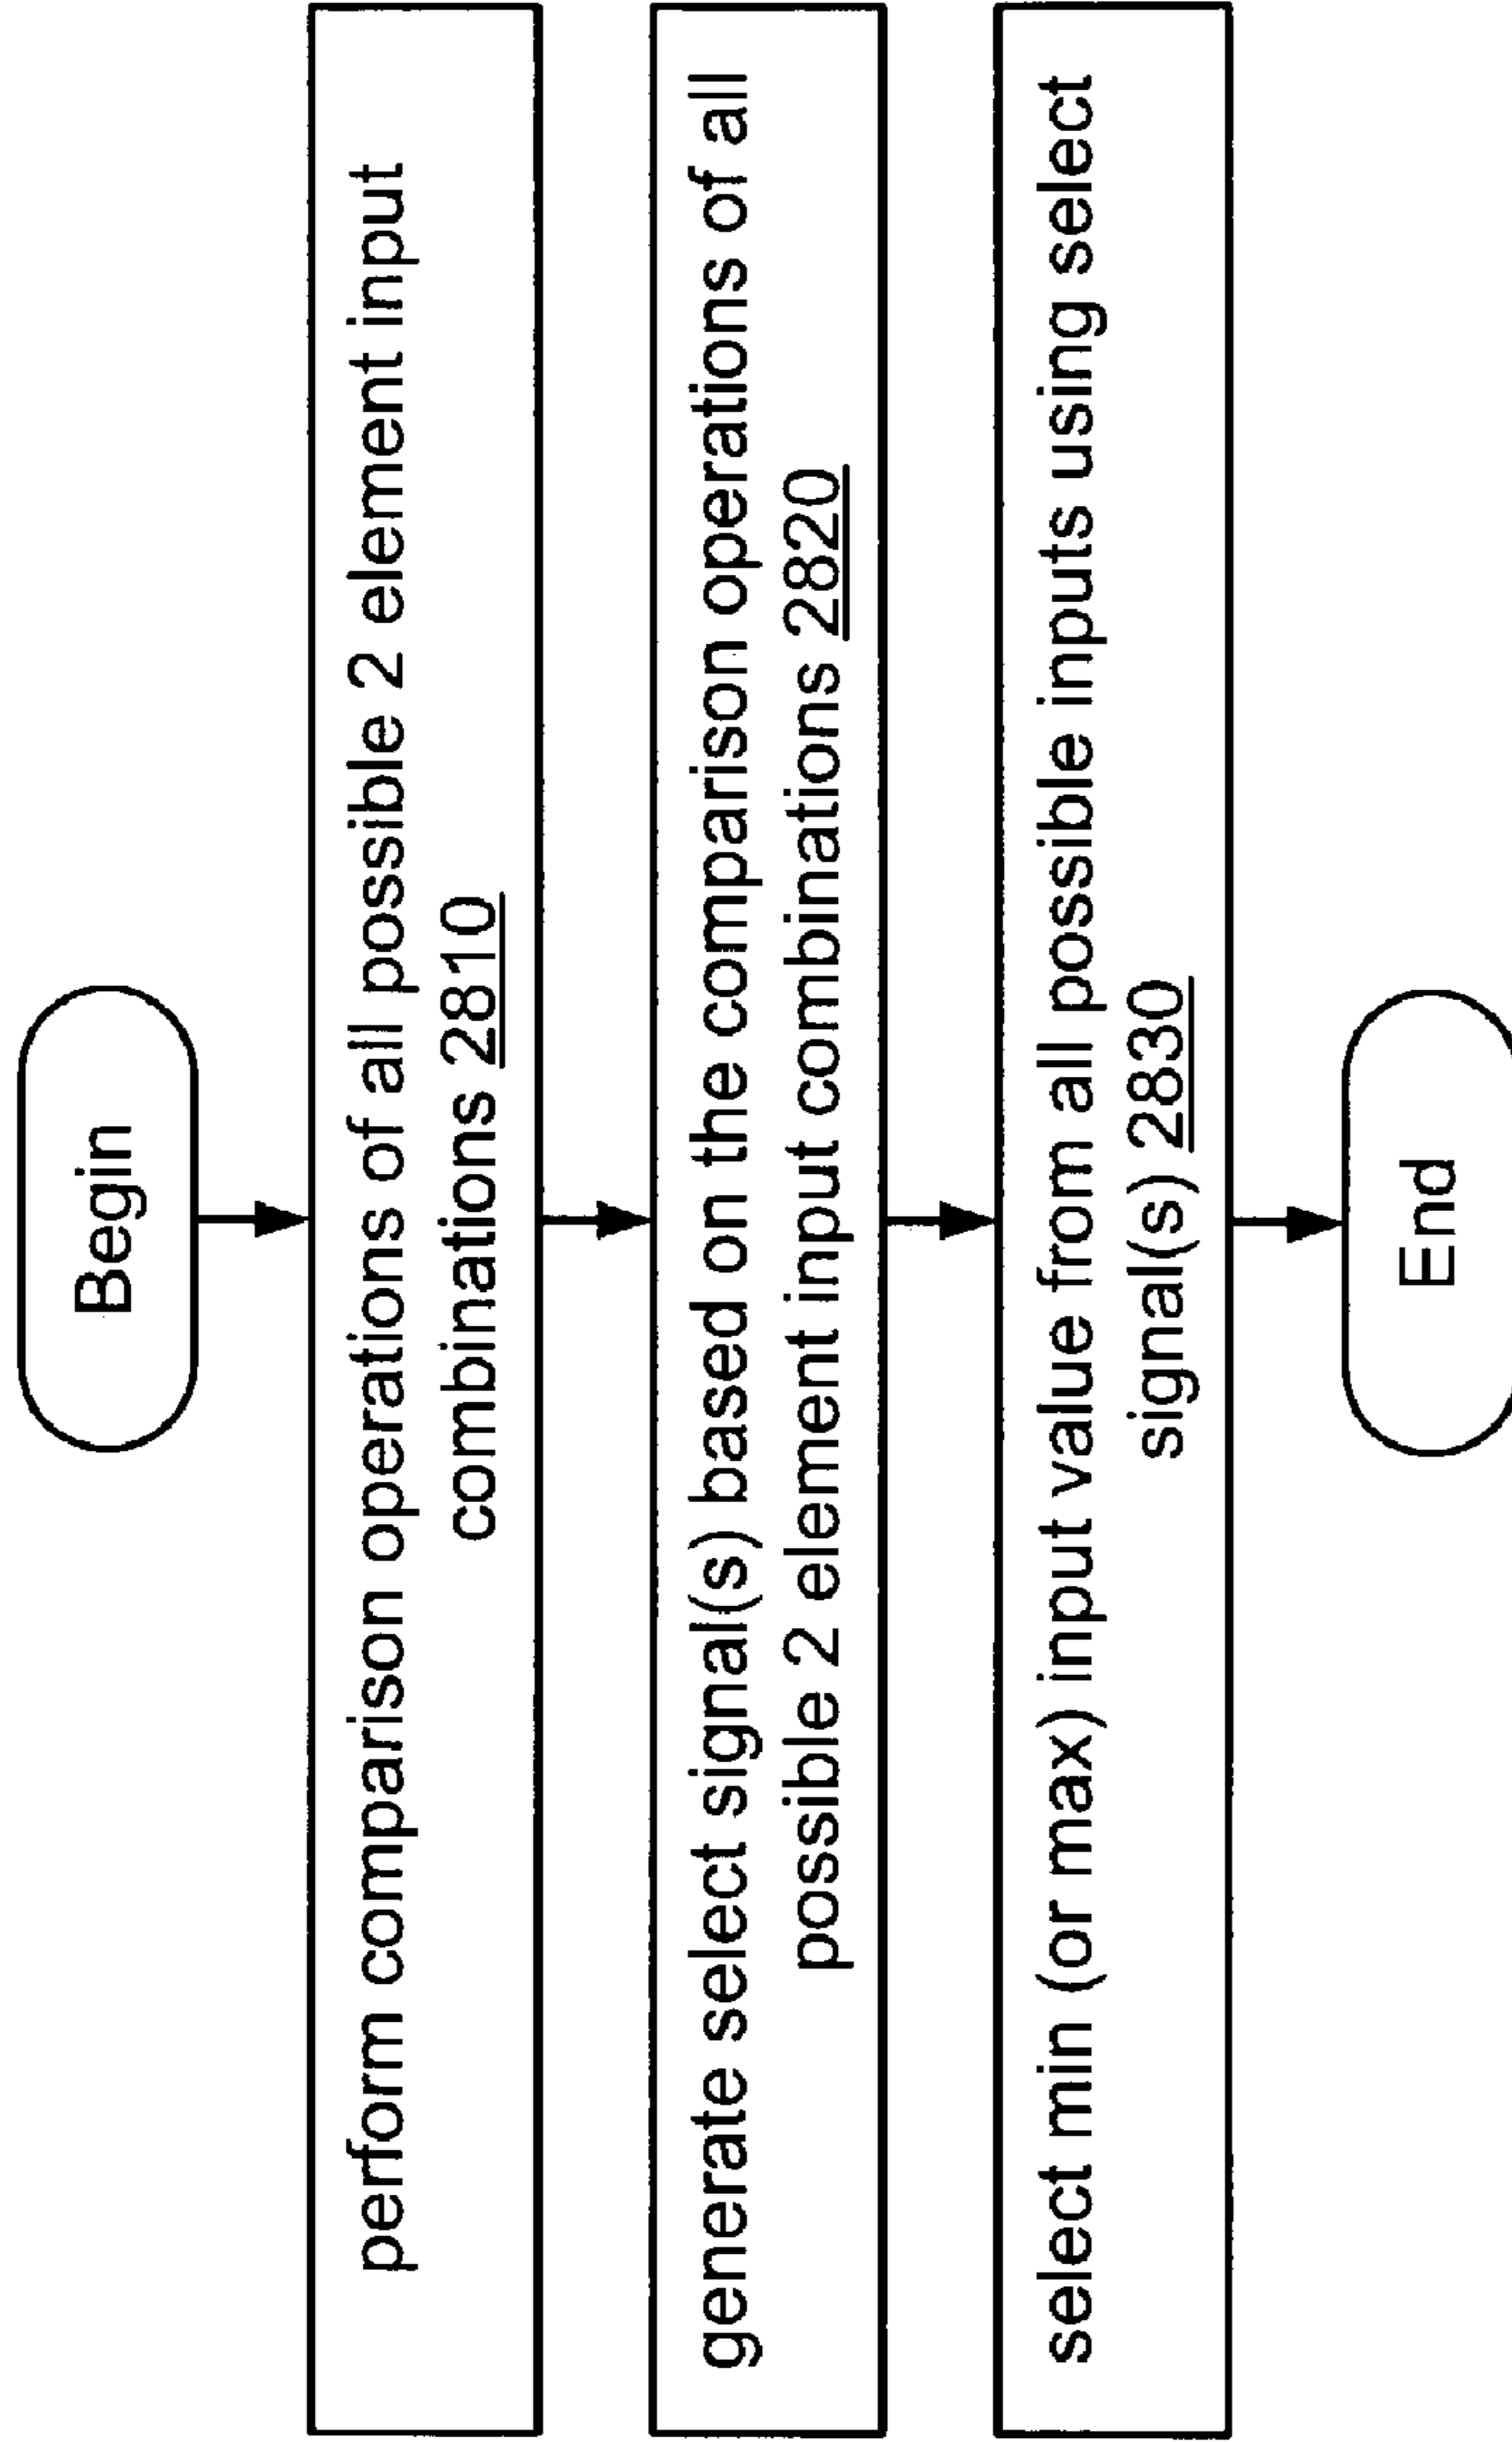 Begin
perform comparison operations of all possible 2 element input
combinations 2810
generate select signal(s) based on the comparison operations of all
possible 2 element input combinations 2820
select min (or max) input value from all possible inputs using select
signal(s) 2830
End